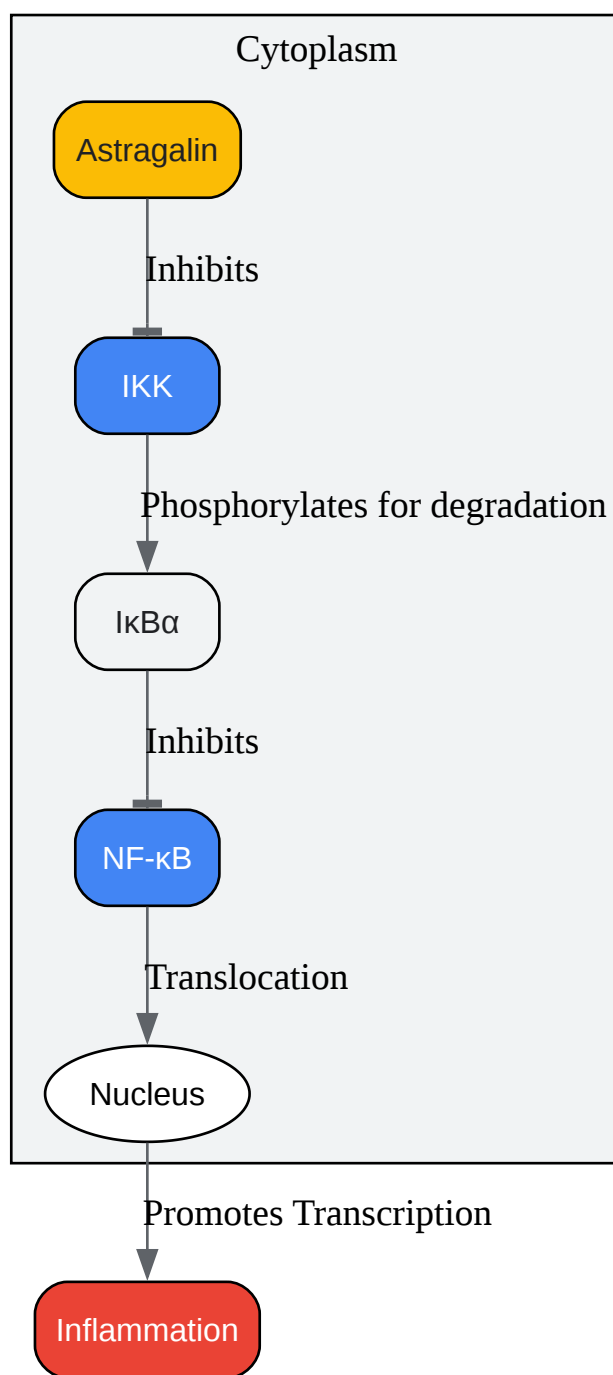 Cytoplasm
Astragalin
Inhibits
IKK
Phosphorylates for degradation
IκBα
Inhibits
NF-κB
Translocation
Nucleus
Promotes Transcription
Inflammation